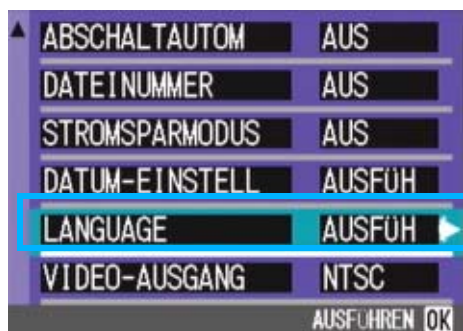 ABSCHALTAUTOM AUS
DATEINUMMER AUS
STROMSPARMODUS AUS
DATUM-EINSTELL AUSFÜH
LANGUAGE AUSFÜH
VIDEO-AUSGANG NTSC
AUSFÜHREN OK